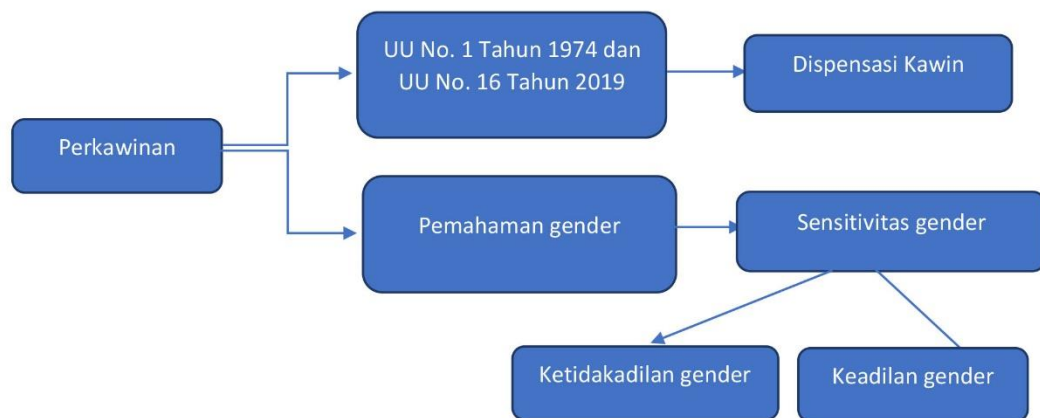 UU No. 1 Tahun 1974 dan
UU No. 16 Tahun 2019
Dispensasi Kawin
Perkawinan
Pemahaman gender
Sensitivitas gender
Ketidakadilan gender
Keadilan gender